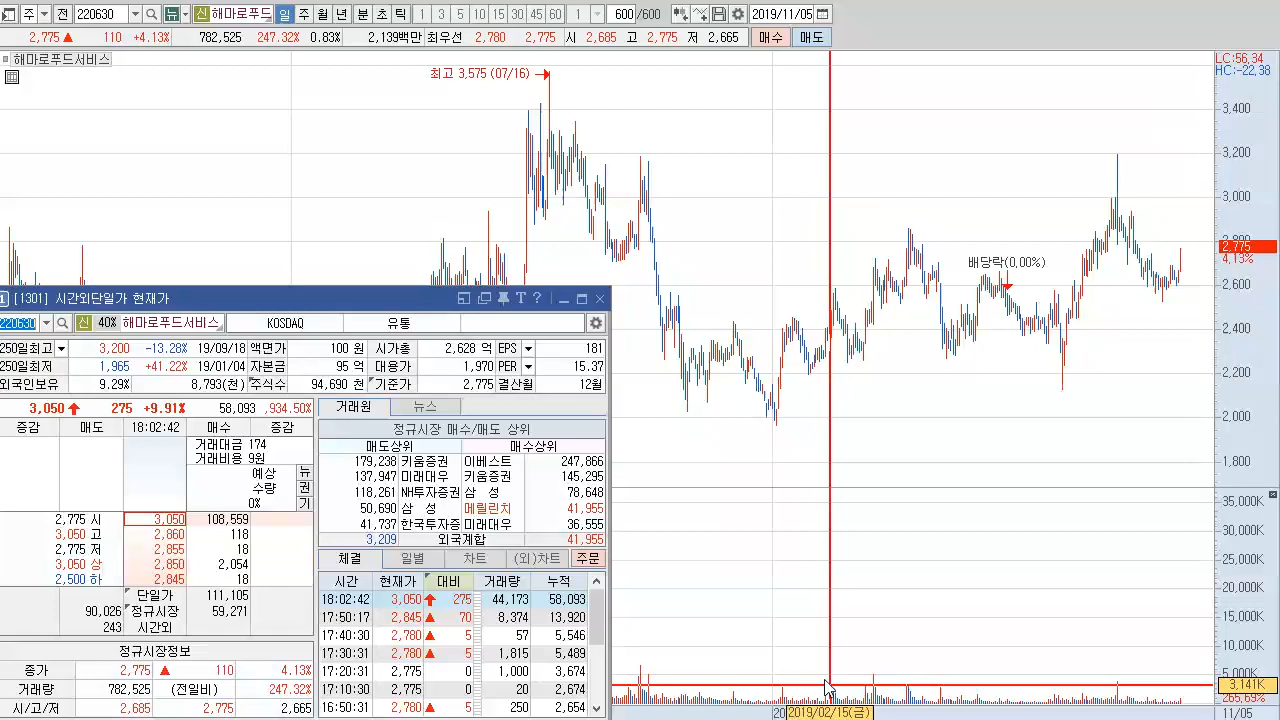 주 전 220630 뉴 신 해마로푸드 일 주 월 년 분 초 틱 1 3 5 10 15 30 45 60 1 600 /600 2019/11/05
2,775 ▲ 110 +4.13% 782,525 247.32% 0.83% 2,139백만 최우선 2,780 2,775 시 2,685 고 2,775 저 2,665 매수 매도
해마로푸드서비스
LC:56,34
HC:-22,38
최고 3,575 (07/16)
3,400
3,200
3,000
2,800
2,775
4.13%
배당락(0,00%)
2,600
2,400
2,200
2,000
1,800
35,000K
30,000K
25,000K
20,000K
15,000K
10,000K
5,000K
3,141K
20 2019/02/15(금) 11/05
[1301] 시간외단일가 현재가
220630 신 40% 해마로푸드서비스 KOSDAQ 유통
250일최고 3,200 -13.28% 19/09/18 액면가 100 원 시가총 2,628 억 EPS 181
250일최저 1,965 +41.22% 19/01/04 자본금 95 억 대용가 1,970 PER 15.37
외국인보유 9.29% 8,793(천) 주식수 94,690 천 기준가 2,775 결산월 12월
3,050 275 +9.91% 58,093 ,934.50%
증감 매도 18:02:42 매수 증감
거래대금 174
거래비용 9원
예상 뉴
수량 권
0% 기
2,775 시 3,050 108,559
3,050 고 2,860 118
2,775 저 2,855 18
3,050 상 2,850 2,054
2,500 하 2,845 18
단일가 111,105
90,026 정규시장 59,271
243 시간외
정규시장정보
종가 2,775 ▲ 110 4.13%
거래량 782,525 (전일비) 247.32%
시/고/저 2,685 2,775 2,665
거래원 뉴스
정규시장 매수/매도 상위
매도상위 매수상위
179,238 키움증권 이베스트 247,866
137,947 미래대우 키움증권 145,295
118,261 NH투자증권 삼 성 78,648
50,690 삼 성 메릴린치 41,955
41,737 한국투자증 미래대우 36,555
3,209 외국계합 41,955
체결 일별 차트 (외)차트 주문
시간 현재가 대비 거래량 누적
18:02:42 3,050 275 44,173 58,093
17:50:17 2,845 ▲ 70 8,374 13,920
17:40:30 2,780 ▲ 5 57 5,546
17:30:31 2,780 ▲ 5 1,815 5,489
17:20:31 2,775 0 1,000 3,674
17:10:30 2,775 0 20 2,674
16:50:31 2,780 ▲ 5 250 2,654